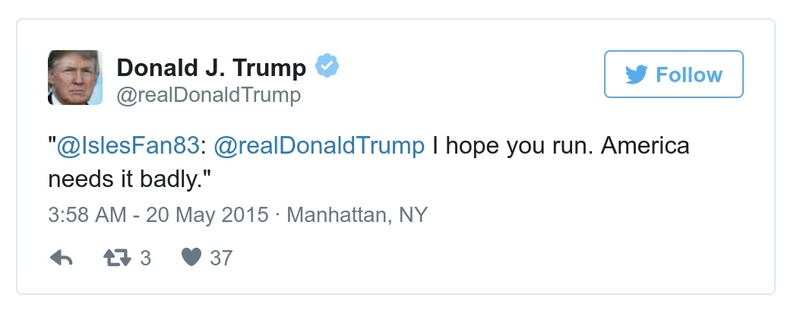 Donald J. Trump
@realDonaldTrump
Follow
"@IslesFan83: @realDonaldTrump I hope you run. America
needs it badly."
3:58 AM - 20 May 2015 · Manhattan, NY
3 37